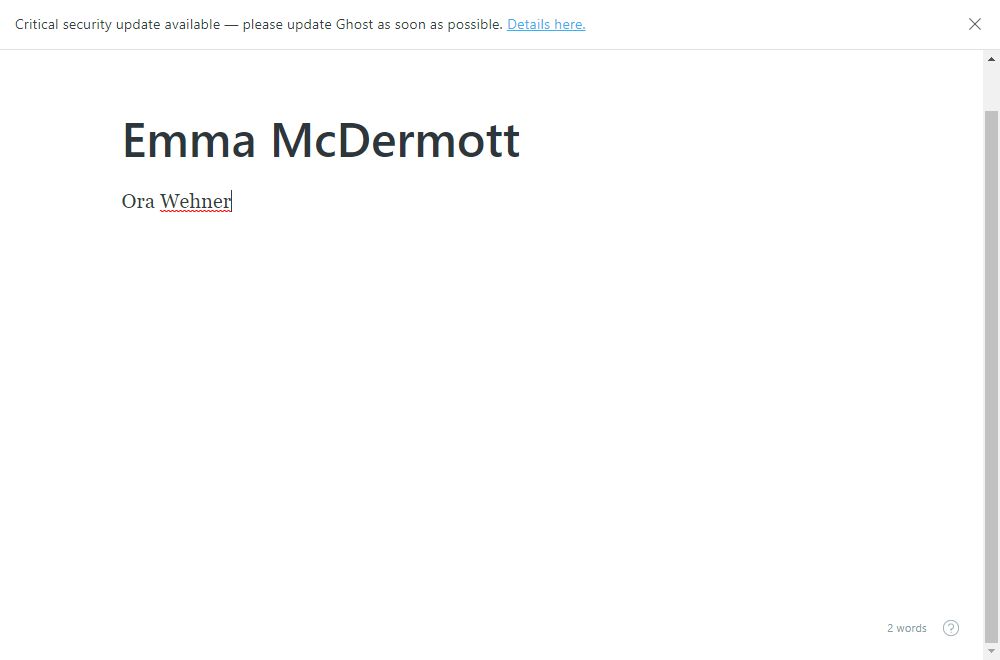 Critical security update available — please update Ghost as soon as possible. Details here.
Emma McDermott
Ora Wehner
2 words
?